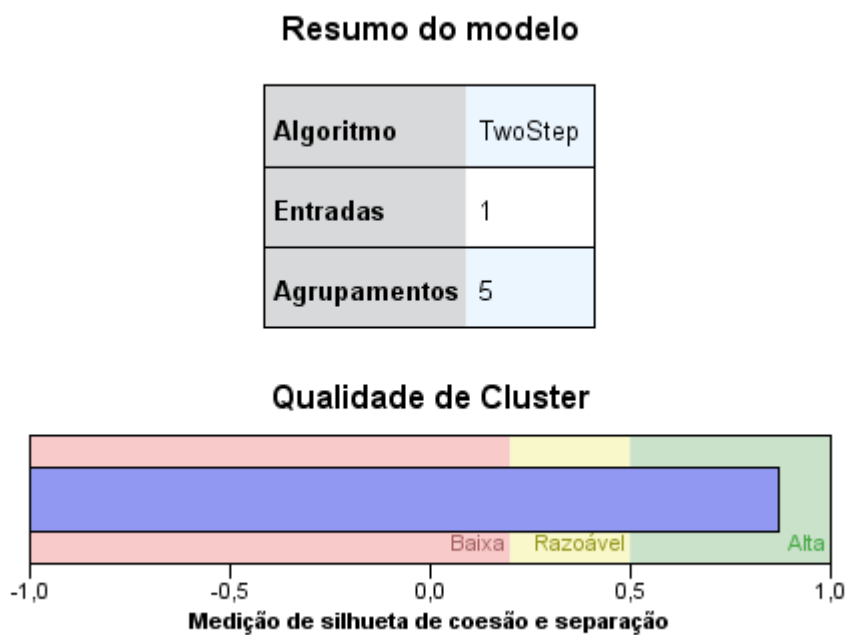 Resumo do modelo
Algoritmo TwoStep
Entradas 1
Agrupamentos 5
Qualidade de Cluster
Baixa Razoável Alta
-1,0 -0,5 0,0 0,5 1,0
Medição de silhueta de coesão e separação